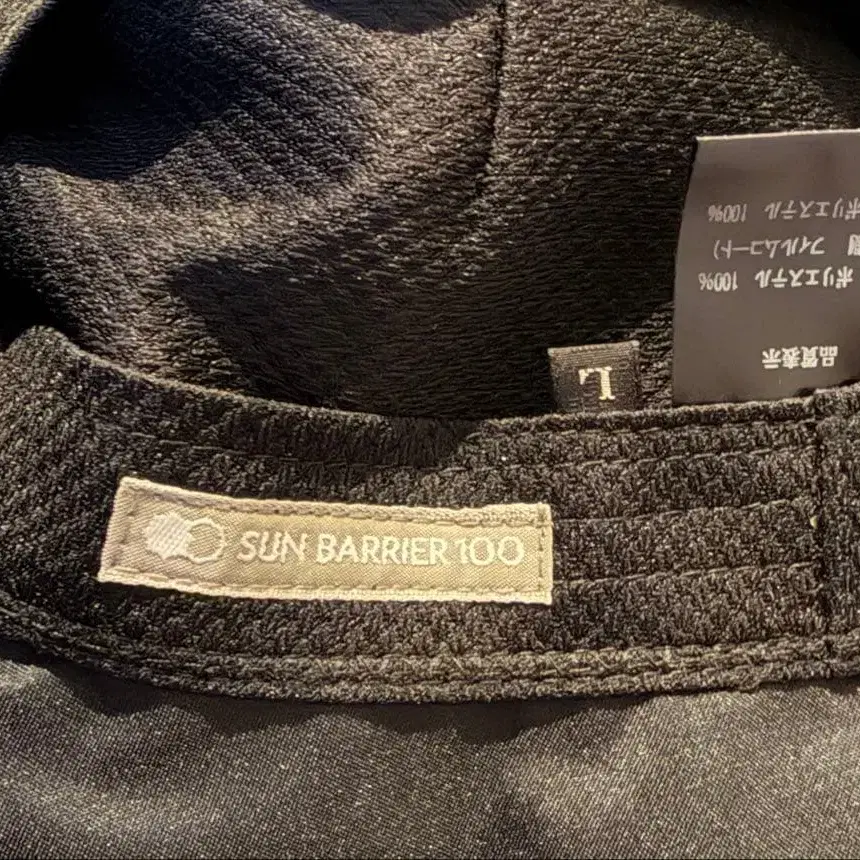 SUN BARRIER 100
L
品質表示
ポリエステル 100%
フィルムコート)
ポリエステル 100%